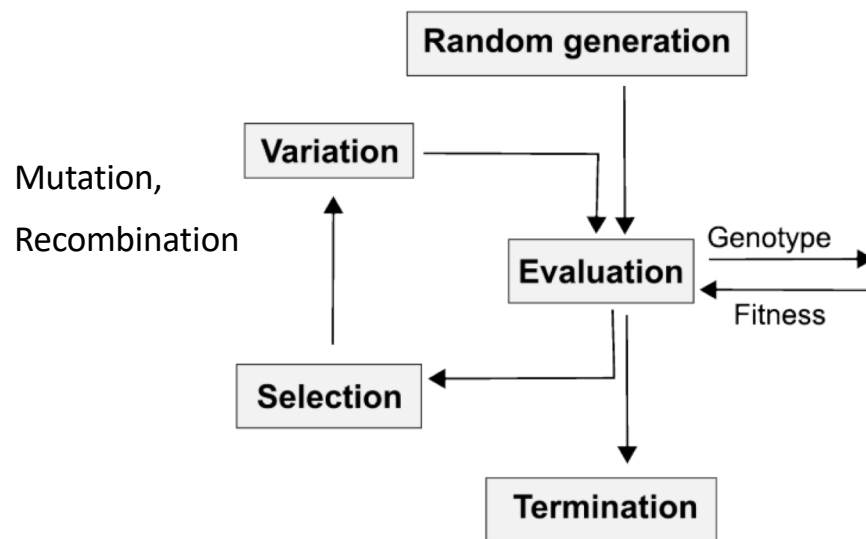 Random generation
Variation
Mutation,
Recombination
Genotype
Evaluation
Fitness
Selection
Termination